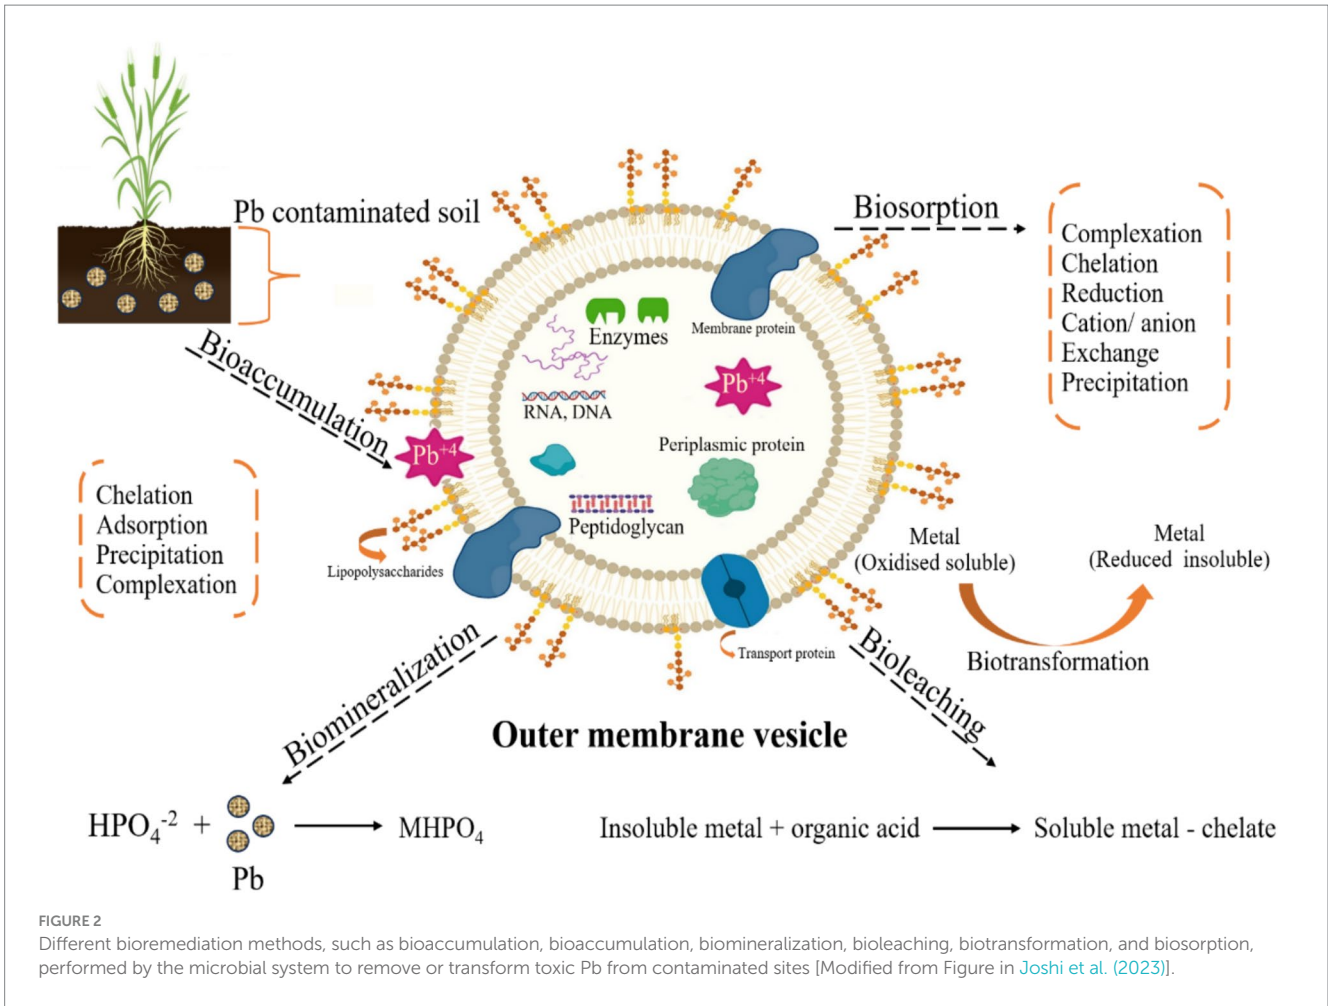 Pb contaminated soil
Biosorption
Complexation
Chelation
Reduction
Cation/ anion
Exchange
Precipitation
Enzymes
Membrane protein
Bioaccumulation
Pb+4
RNA, DNA
Pb+4
Periplasmic protein
Chelation
Adsorption
Precipitation
Complexation
Peptidoglycan
Lipopolysaccharides
Metal
(Oxidised soluble)
Metal
(Reduced insoluble)
Biotransformation
Transport protein
Biomineralization
Bioleaching
Outer membrane vesicle
HPO4-2 +
Pb
MHPO4
Insoluble metal + organic acid
Soluble metal - chelate
FIGURE 2
Different bioremediation methods, such as bioaccumulation, bioaccumulation, biomineralization, bioleaching, biotransformation, and biosorption,
performed by the microbial system to remove or transform toxic Pb from contaminated sites [Modified from Figure in Joshi et al. (2023)].